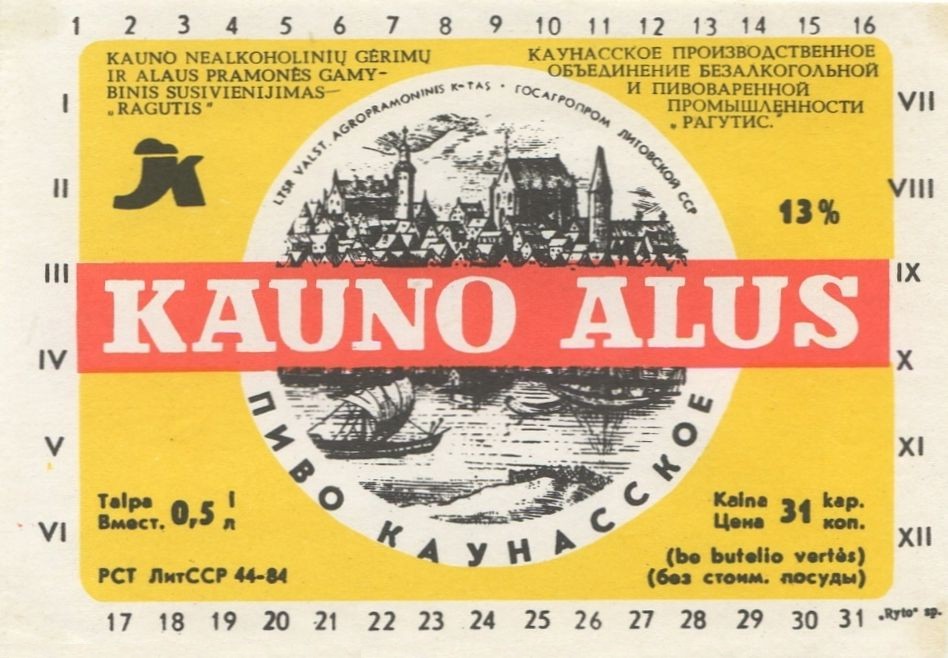 1 2 3 4 5 6 7 8 9 10 11 12 13 14 15 16
KAUNO NEALKOHOLINIŲ GĖRIMŲ
IR ALAUS PRAMONĖS GAMY-
BINIS SUSIVIENIJIMAS—
„RAGUTIS"
КАУНАССКОЕ ПРОИЗВОДСТВЕННОЕ
ОБЪЕДИНЕНИЕ БЕЗАЛКОГОЛЬНОЙ
И ПИВОВАРЕННОЙ
ПРОМЫШЛЕННОСТИ
„РАГУТИС."
LTSR VALST. AGROPRAMONINIS K-TAS • ГОСАГРОПРОМ ЛИТОВСКОЙ ССР
I
II
III
IV
V
VI
VII
VIII
IX
X
XI
XII
JK
13%
KAUNO ALUS
ПИВО КАУНАССКОЕ
Talpa 0,5 l
Вмест. л
РСТ ЛитССР 44-84
Kaina 31 kap.
Цена коп.
(be butelio vertės)
(без стоим. посуды)
17 18 19 20 21 22 23 24 25 26 27 28 29 30 31
„Ryto" sp.